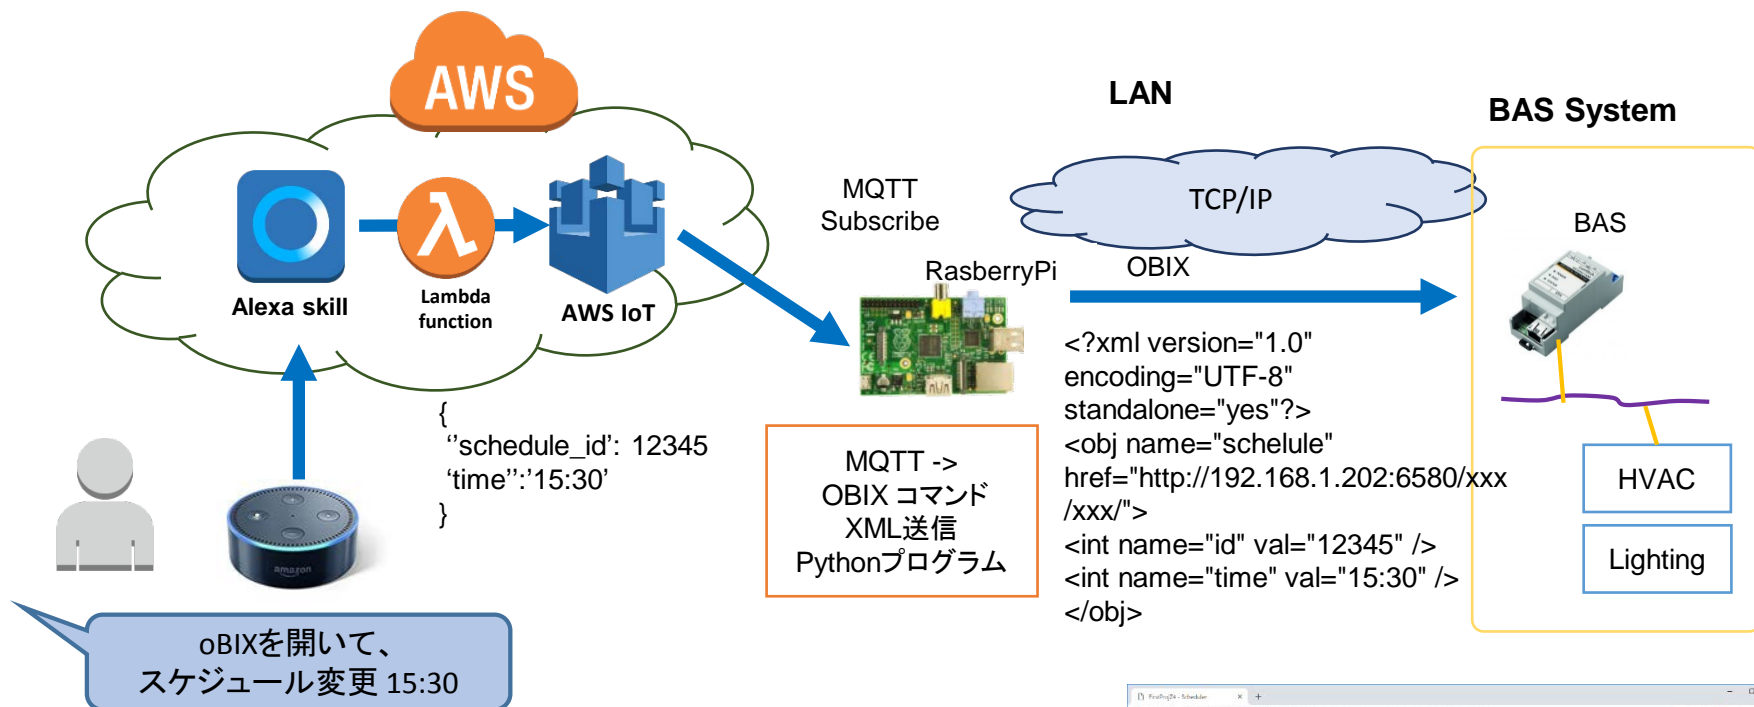 AWS
Alexa skill
Lambda
function
AWS IoT
MQTT
Subscribe
RasberryPi
LAN
TCP/IP
OBIX
BAS System
BAS
HVAC
Lighting
{
‘’schedule_id’: 12345
‘time’’:’15:30’
}
amazon
oBIXを開いて、
スケジュール変更 15:30
MQTT ->
OBIX コマンド
XML送信
Pythonプログラム
<?xml version="1.0"
encoding="UTF-8"
standalone="yes"?>
<obj name="schelule"
href="http://192.168.1.202:6580/xxx
/xxx/">
<int name="id" val="12345" />
<int name="time" val="15:30" />
</obj>